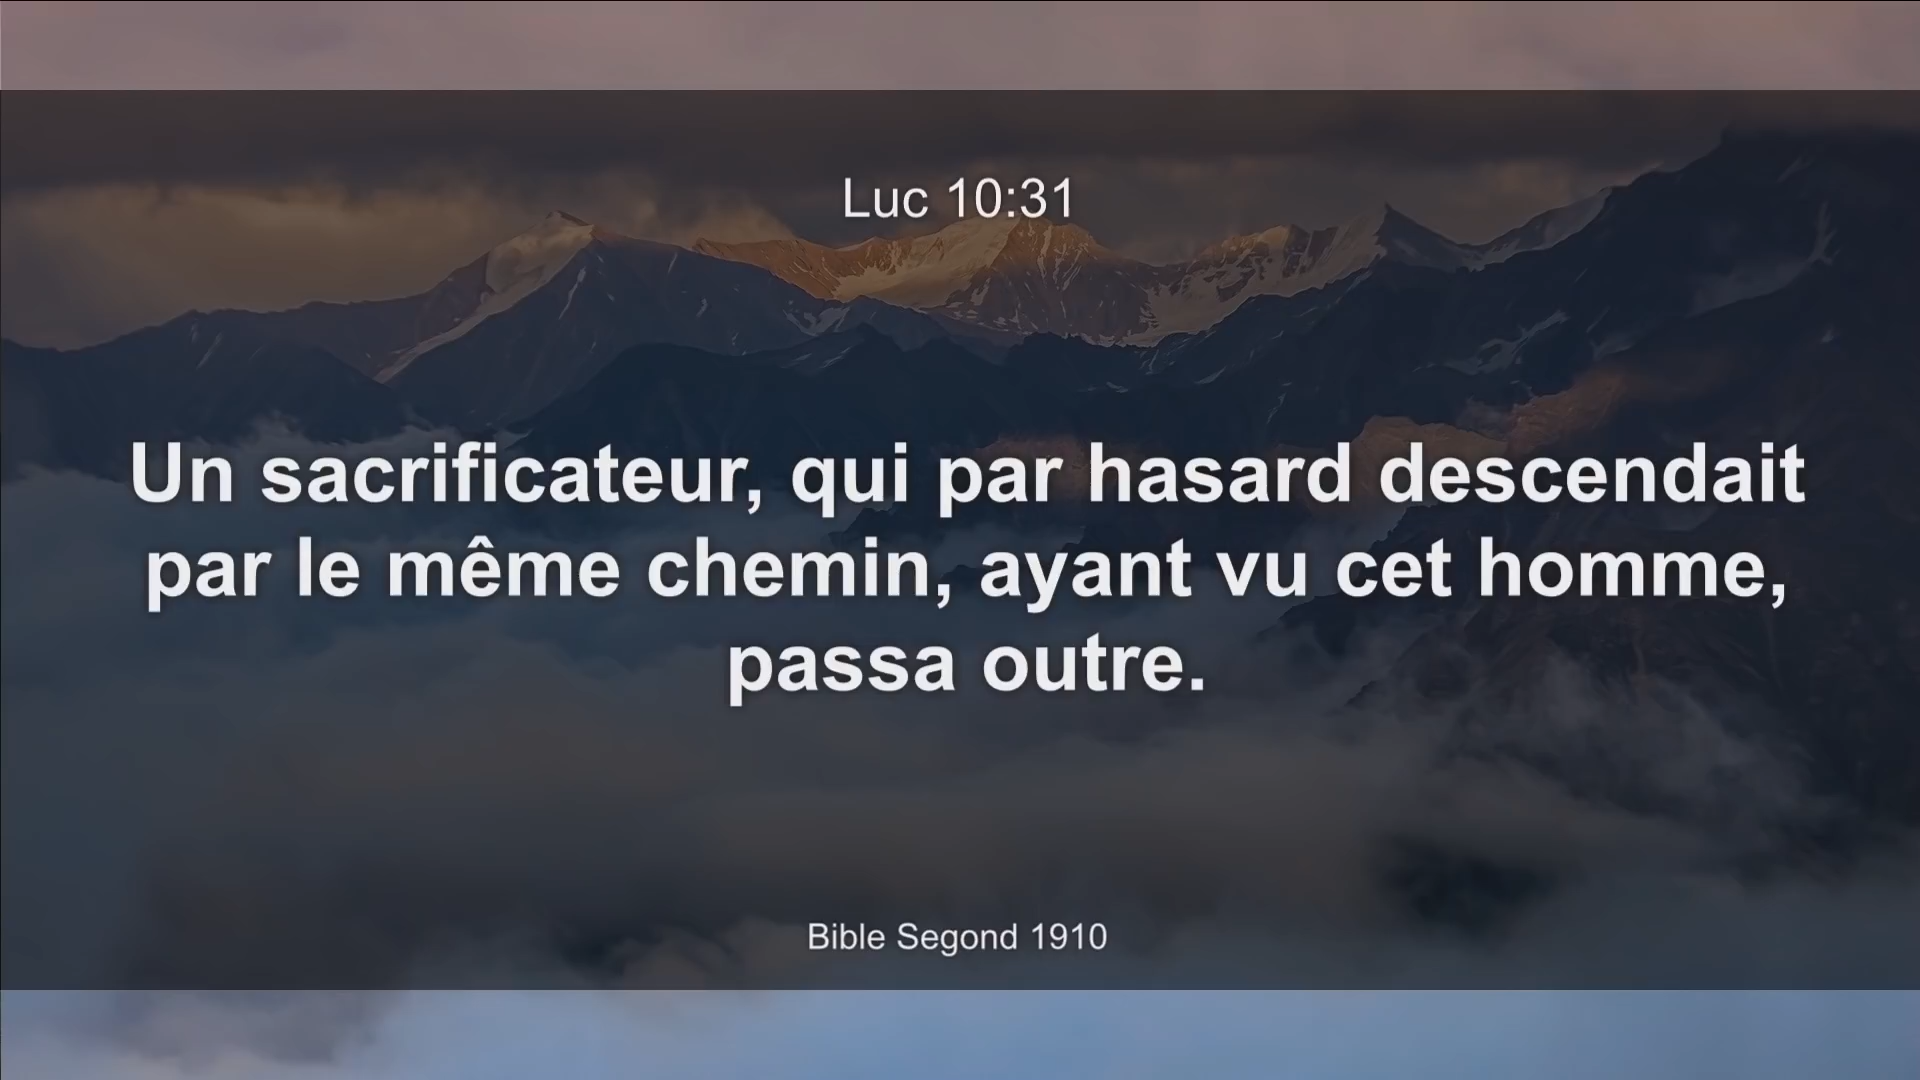 Luc 10:31
Un sacrificateur, qui par hasard descendait
par le même chemin, ayant vu cet homme,
passa outre.
Bible Segond 1910